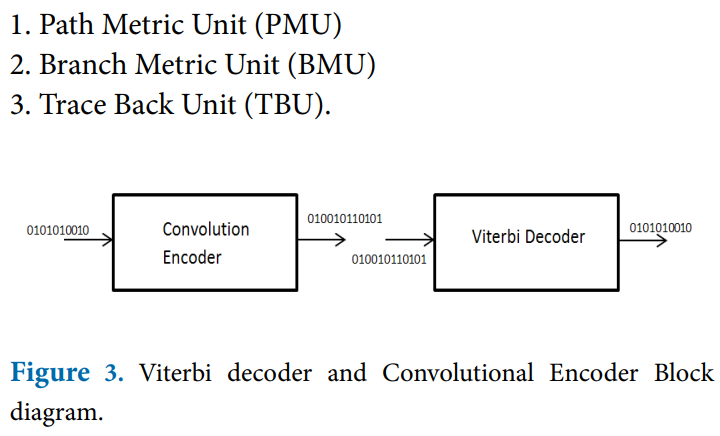 1. Path Metric Unit (PMU)
2. Branch Metric Unit (BMU)
3. Trace Back Unit (TBU).
0101010010
Convolution
Encoder
010010110101
010010110101
Viterbi Decoder
0101010010
Figure 3. Viterbi decoder and Convolutional Encoder Block
diagram.